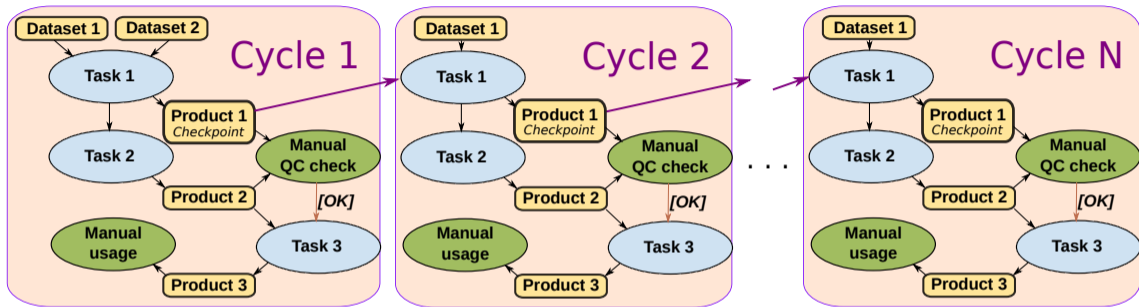 Dataset 1
Dataset 2
Cycle 1
Task 1
Product 1
Checkpoint
Task 2
Manual
QC check
Product 2
[OK]
Manual
usage
Task 3
Product 3
Dataset 1
Cycle 2
Task 1
Product 1
Checkpoint
Task 2
Manual
QC check
Product 2
[OK]
Manual
usage
Task 3
Product 3
. . .
Dataset 1
Cycle N
Task 1
Product 1
Checkpoint
Task 2
Manual
QC check
Product 2
[OK]
Manual
usage
Task 3
Product 3